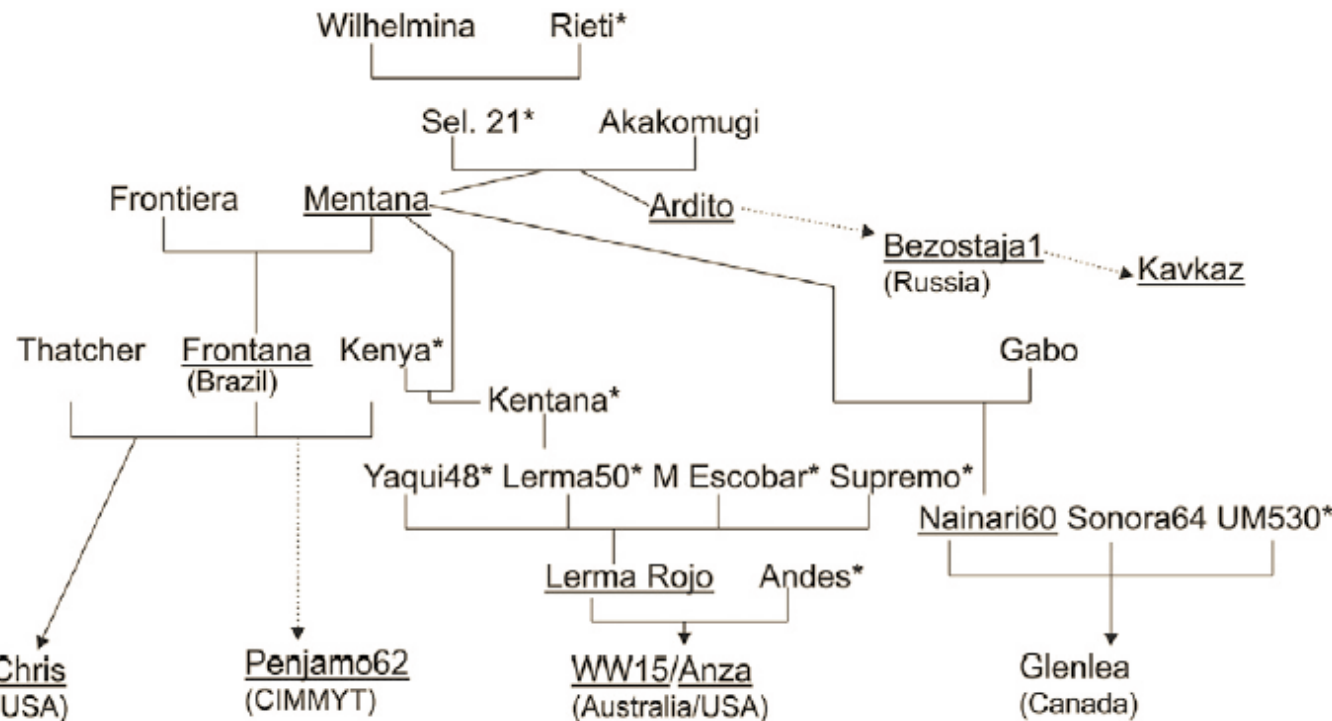 Wilhelmina Rieti*
Sel. 21* Akakomugi
Frontiera Mentana Ardito
Bezostaja1 Kavkaz
(Russia)
Thatcher Frontana Kenya* Gabo
(Brazil)
Kentana*
Yaqui48* Lerma50* M Escobar* Supremo*
Nainari60 Sonora64 UM530*
Lerma Rojo Andes*
Chris Penjamo62 WW15/Anza Glenlea
(USA) (CIMMYT) (Australia/USA) (Canada)